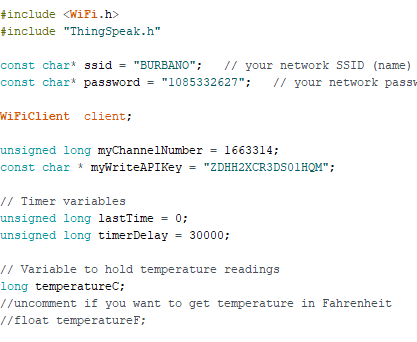 #include <WiFi.h>
#include "ThingSpeak.h"
const char* ssid = "BURBANO";   // your network SSID (name)
const char* password = "1085332627";   // your network passw
WiFiClient  client;
unsigned long myChannelNumber = 1663314;
const char * myWriteAPIKey = "ZDHH2XCR3DS01HQM";
// Timer variables
unsigned long lastTime = 0;
unsigned long timerDelay = 30000;
// Variable to hold temperature readings
long temperatureC;
//uncomment if you want to get temperature in Fahrenheit
//float temperatureF;